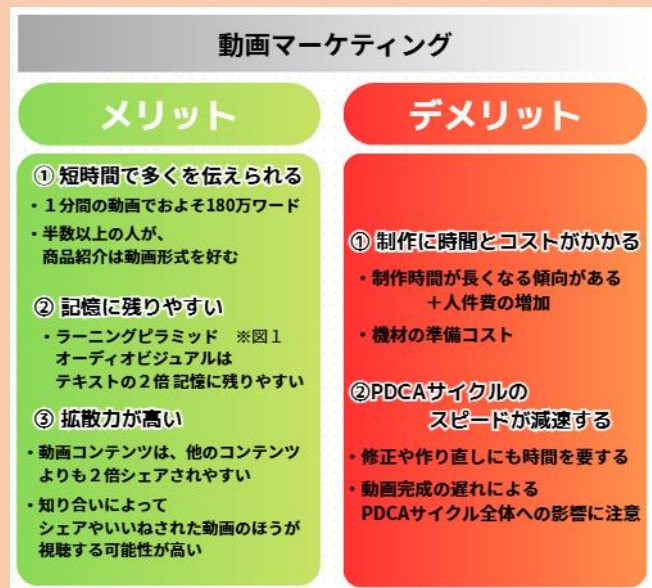 動画マーケティング
メリット
① 短時間で多くを伝えられる
・１分間の動画でおよそ180万ワード
・半数以上の人が、
商品紹介は動画形式を好む
② 記憶に残りやすい
・ラーニングピラミッド　※図１
オーディオビジュアルは
テキストの２倍 記憶に残りやすい
③ 拡散力が高い
・動画コンテンツは、他のコンテンツ
よりも２倍シェアされやすい
・知り合いによって
シェアやいいねされた動画のほうが
視聴する可能性が高い
デメリット
① 制作に時間とコストがかかる
・制作時間が長くなる傾向がある
＋人件費の増加
・機材の準備コスト
②PDCAサイクルの
スピードが減速する
・修正や作り直しにも時間を要する
・動画完成の遅れによる
PDCAサイクル全体への影響に注意